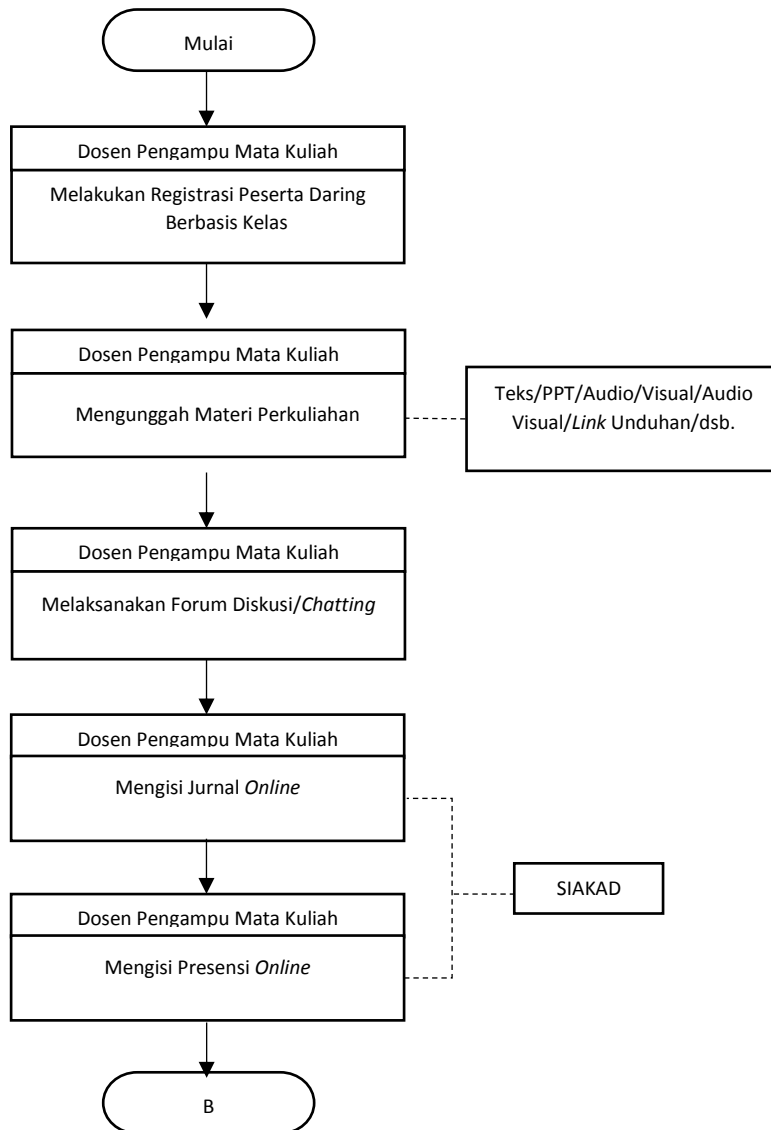 Mulai
Dosen Pengampu Mata Kuliah
Melakukan Registrasi Peserta Daring
Berbasis Kelas
Dosen Pengampu Mata Kuliah
Mengunggah Materi Perkuliahan
Teks/PPT/Audio/Visual/Audio
Visual/Link Unduhan/dsb.
Dosen Pengampu Mata Kuliah
Melaksanakan Forum Diskusi/Chatting
Dosen Pengampu Mata Kuliah
Mengisi Jurnal Online
SIAKAD
Dosen Pengampu Mata Kuliah
Mengisi Presensi Online
B